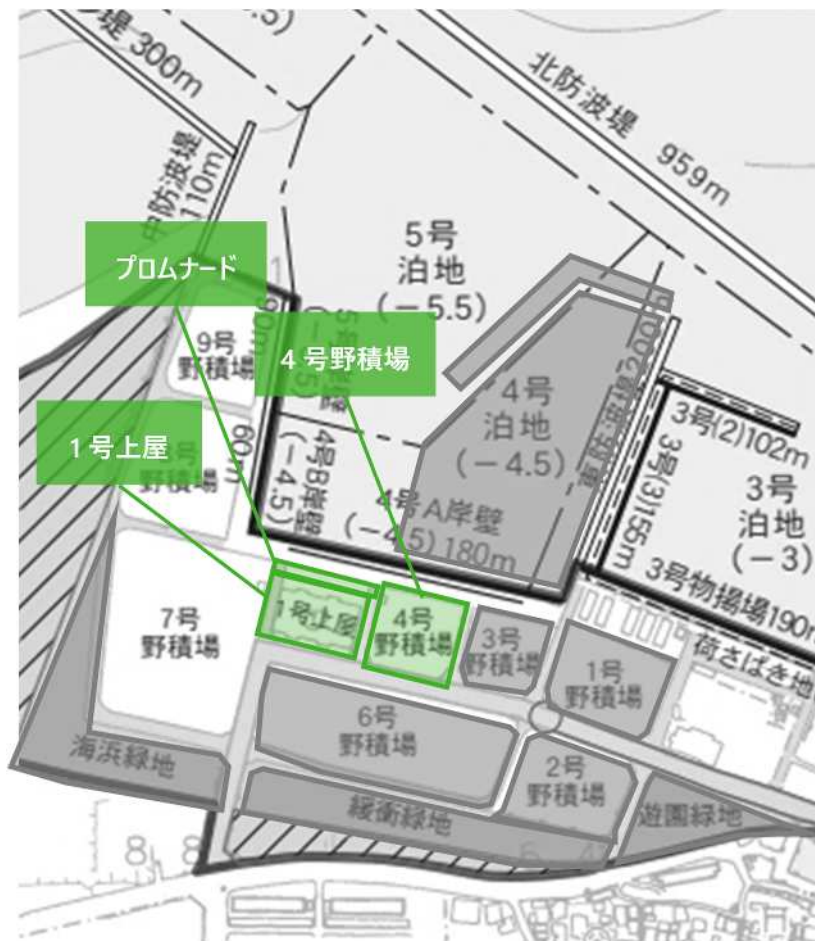 堤 300m
.5)
北防波堤 959m
中防波堤
110m
プロムナード
5号
泊地
(－5.5)
9号
野積場
4号野積場
1号上屋
野積場
60m
4号B岸壁
(－4.5)
4号
泊地
(－4.5)
4号A岸壁
(－4.5) 180m
3号(2)102m
3号(3)155m
3号
泊地
(－3)
3号物揚場190m
荷さばき地
7号
野積場
1号上屋
4号
野積場
3号
野積場
1号
野積場
6号
野積場
2号
野積場
海浜緑地
緩衝緑地
遊園緑地
8